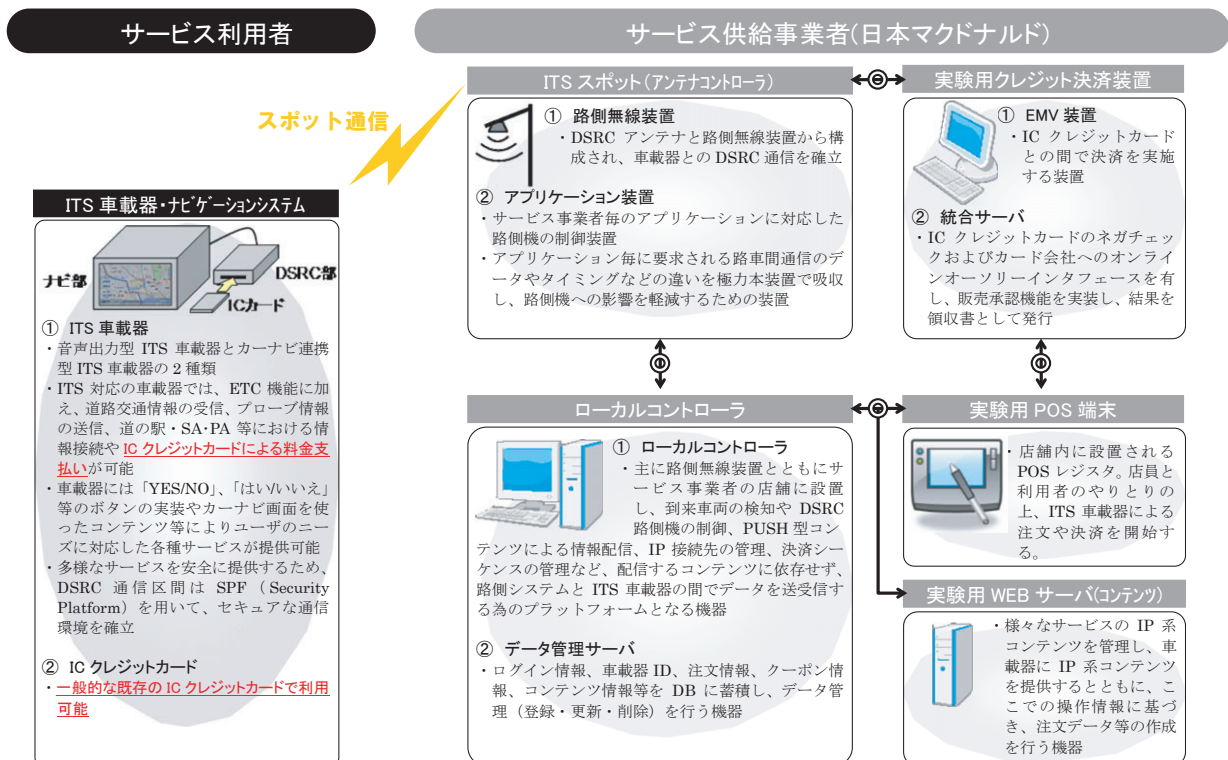 サービス利用者
サービス供給事業者(日本マクドナルド)
スポット通信
ITS 車載器・ナビゲーションシステム
ナビ部
DSRC部
ICカード
① ITS 車載器
・音声出力型 ITS 車載器とカーナビ連携
型 ITS 車載器の 2 種類
・ITS 対応の車載器では、ETC 機能に加
え、道路交通情報の受信、プローブ情報
の送信、道の駅・SA・PA 等における情
報接続や IC クレジットカードによる料金支
払いが可能
・車載器には「YES/NO」、「はい/いいえ」
等のボタンの実装やカーナビ画面を使
ったコンテンツ等によりユーザのニー
ズに対応した各種サービスが提供可能
・多様なサービスを安全に提供するため、
DSRC 通信区間は SPF（Security
Platform）を用いて、セキュアな通信
環境を確立
② IC クレジットカード
・一般的な既存の IC クレジットカードで利用
可能
ITS スポット（アンテナコントローラ）
① 路側無線装置
・DSRC アンテナと路側無線装置から構
成され、車載器との DSRC 通信を確立
② アプリケーション装置
・サービス事業者毎のアプリケーションに対応した
路側機の制御装置
・アプリケーション毎に要求される路車間通信のデ
ータやタイミングなどの違いを極力本装置で吸収
し、路側機への影響を軽減するための装置
実験用クレジット決済装置
① EMV 装置
・IC クレジットカード
との間で決済を実施
する装置
② 統合サーバ
・IC クレジットカードのネガチェッ
クおよびカード会社へのオンライ
ンオーソリーインタフェースを有
し、販売承認機能を実装し、結果を
領収書として発行
ローカルコントローラ
① ローカルコントローラ
・主に路側無線装置とともにサ
ービス事業者の店舗に設置
し、到来車両の検知や DSRC
路側機の制御、PUSH 型コン
テンツによる情報配信、IP 接続先の管理、決済シー
ケンスの管理など、配信するコンテンツに依存せず、
路側システムと ITS 車載器の間でデータを送受信す
る為のプラットフォームとなる機器
② データ管理サーバ
・ログイン情報、車載器 ID、注文情報、クーポン情
報、コンテンツ情報等を DB に蓄積し、データ管
理（登録・更新・削除）を行う機器
実験用 POS 端末
・店舗内に設置される
POS レジスタ。店員と
利用者のやりとりの
上、ITS 車載器による
注文や決済を開始す
る。
実験用 WEB サーバ(コンテンツ)
・様々なサービスの IP 系
コンテンツを管理し、車
載器に IP 系コンテンツ
を提供するとともに、こ
こでの操作情報に基づ
き、注文データ等の作成
を行う機器